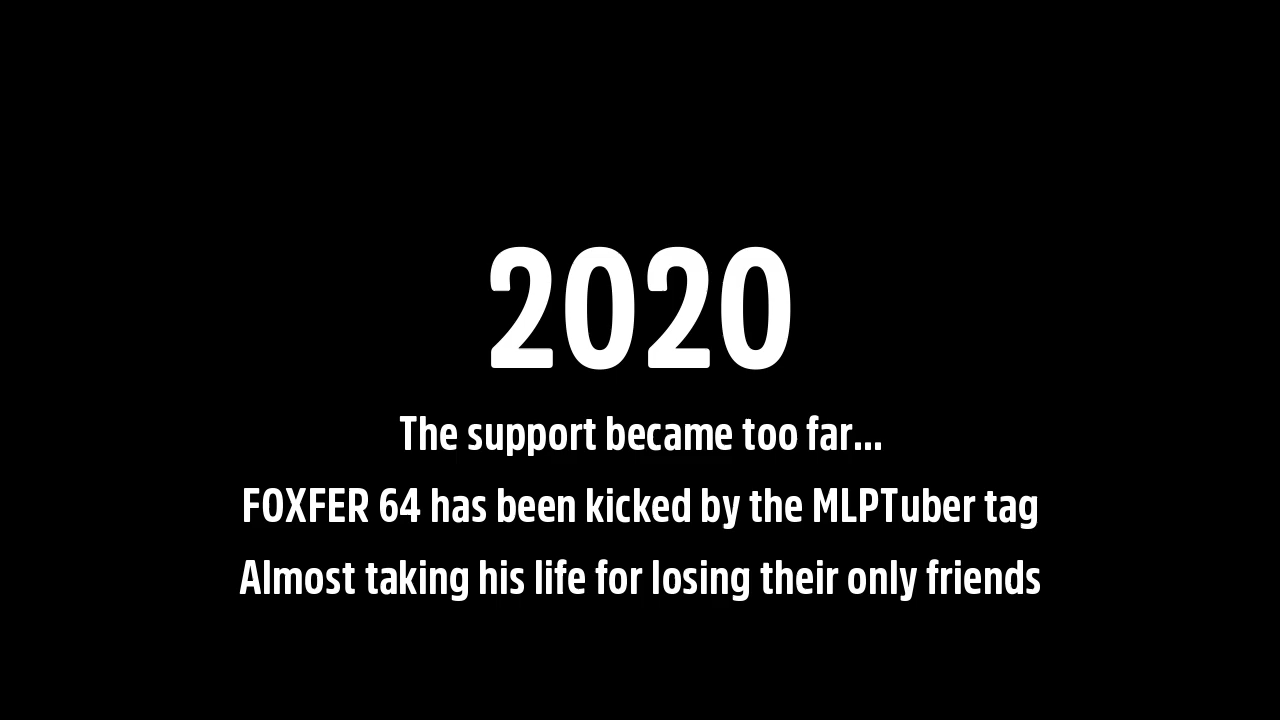 2020
The support became too far...
FOXFER 64 has been kicked by the MLPTuber tag
Almost taking his life for losing their only friends